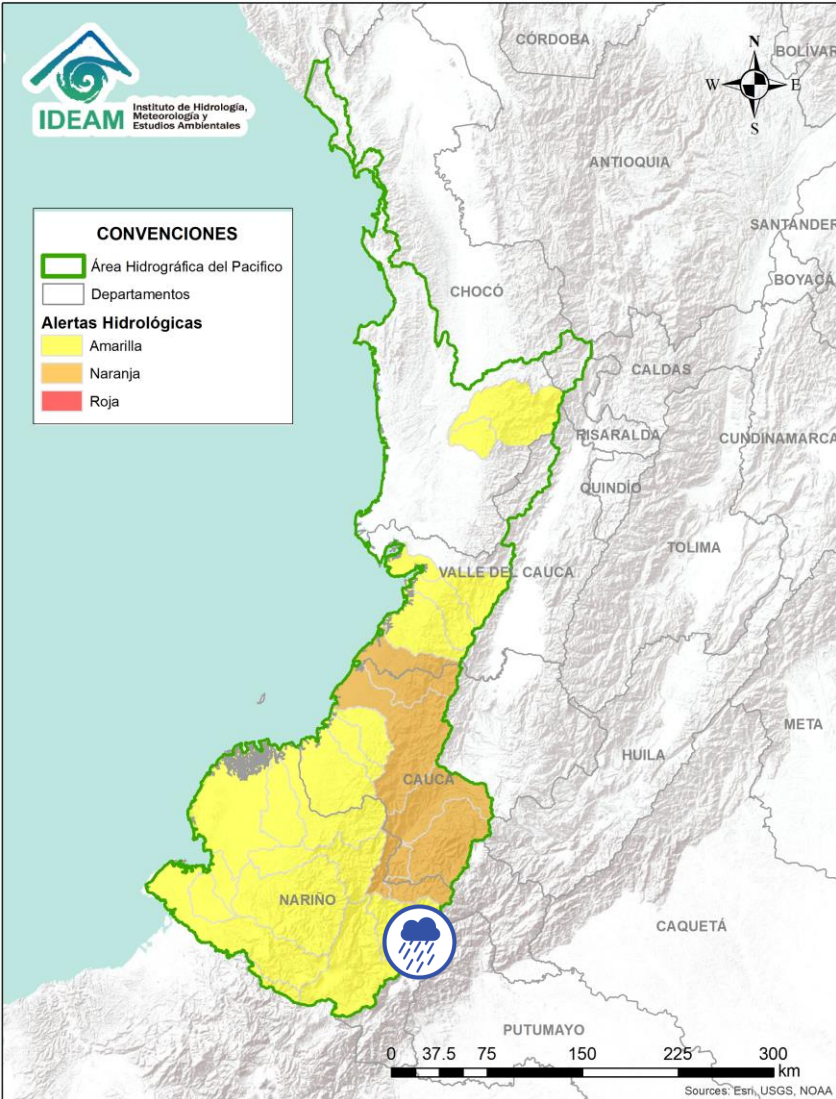 IDEAM
Instituto de Hidrología,
Meteorología y
Estudios Ambientales
N
W
E
S
CONVENCIONES
Área Hidrográfica del Pacifico
Departamentos
Alertas Hidrológicas
Amarilla
Naranja
Roja
CÓRDOBA
BOLÍVAR
ANTIOQUIA
SANTANDER
BOYACÁ
CHOCÓ
CALDAS
RISARALDA
CUNDINAMARCA
QUINDÍO
TOLIMA
VALLE DEL CAUCA
META
HUILA
CAUCA
NARIÑO
CAQUETÁ
PUTUMAYO
0 37.5 75 150 225 300
km
Sources: Esri, USGS, NOAA